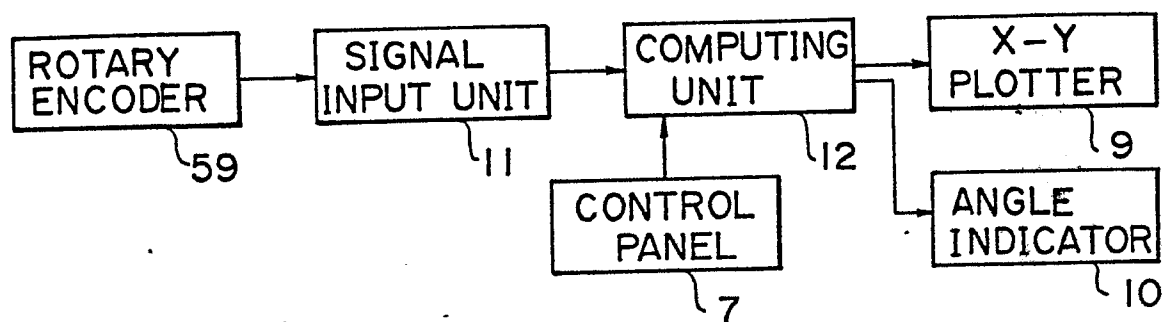 ROTARY
ENCODER
59
SIGNAL
INPUT UNIT
11
COMPUTING
UNIT
12
X-Y
PLOTTER
9
CONTROL
PANEL
7
ANGLE
INDICATOR
10